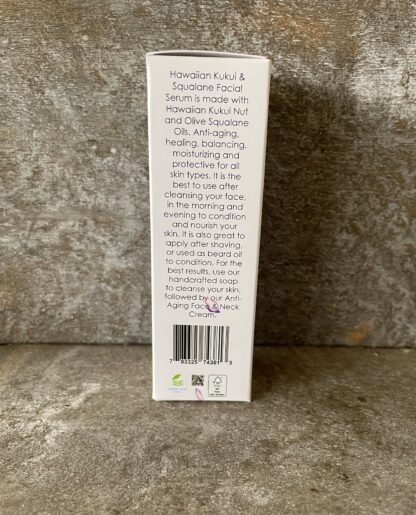 Hawaiian Kukui &
Squalane Facial
Serum is made with
Hawaiian Kukui Nut
and Olive Squalane
Oils. Anti-aging,
healing, balancing,
moisturizing and
protective for all
skin types. It is the
best to use after
cleansing your face,
in the morning and
evening to condition
and nourish your
skin. It is also great to
apply after shaving,
or used as beard oil
to condition. For the
best results, use our
handcrafted soap
to cleanse your skin,
followed by our Anti-
Aging Face & Neck
Cream.
7 83325 74381 3